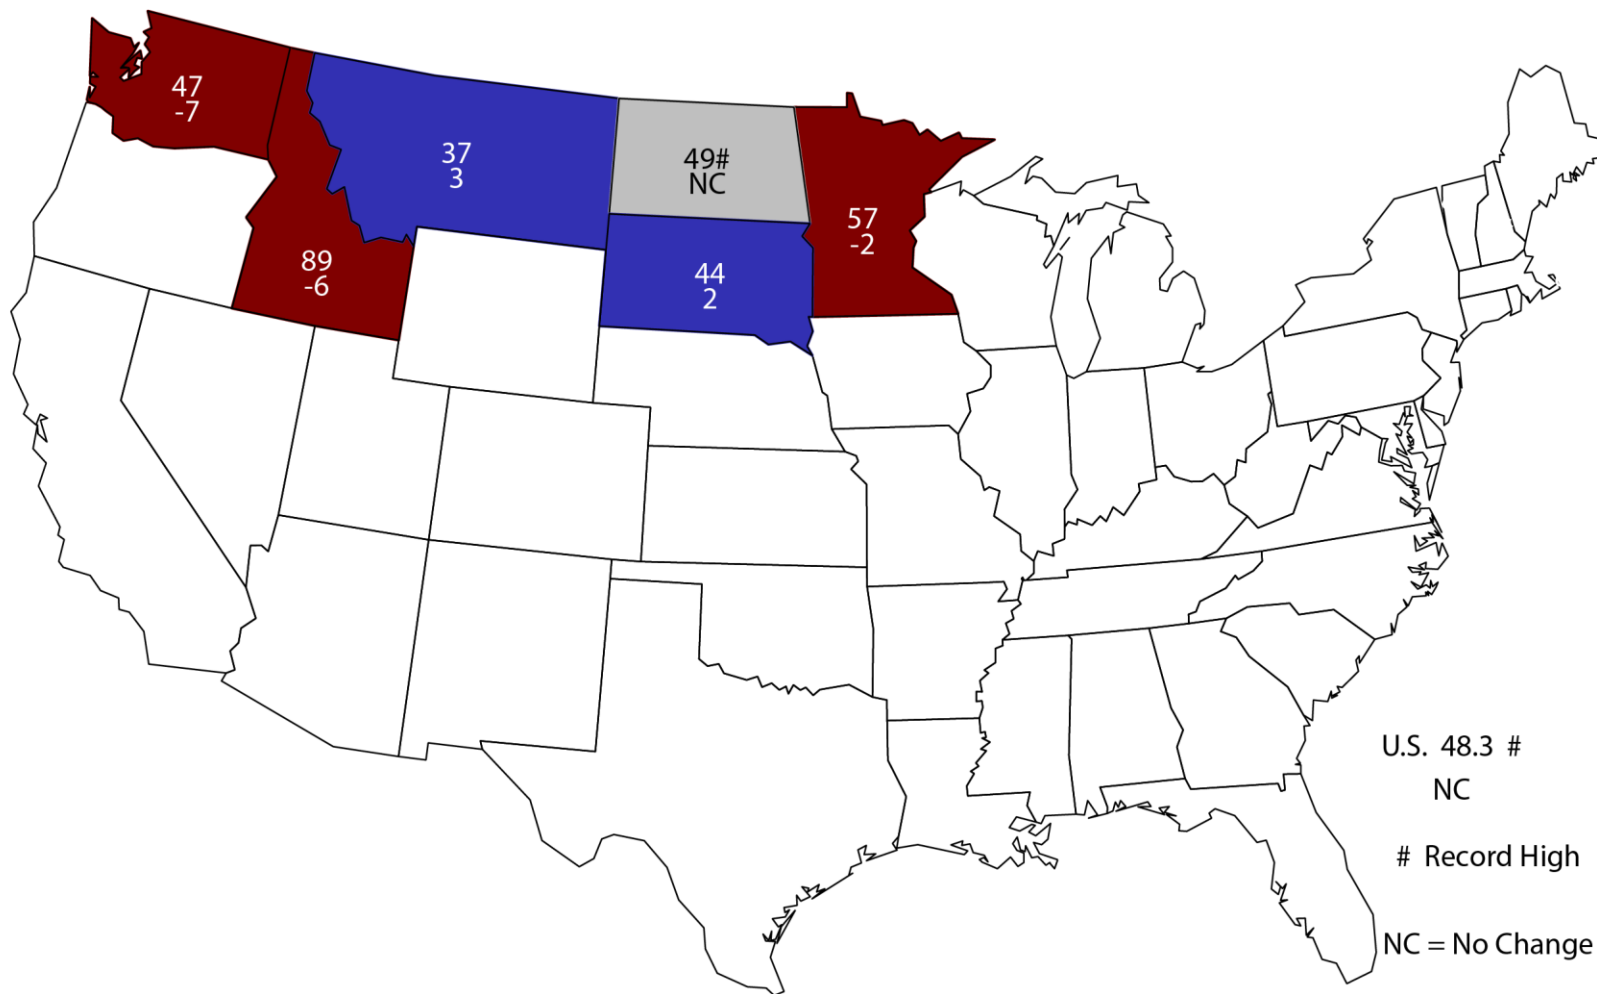 47
-7
37
3
49#
NC
57
-2
89
-6
44
2
U.S. 48.3 #
NC
# Record High
NC = No Change